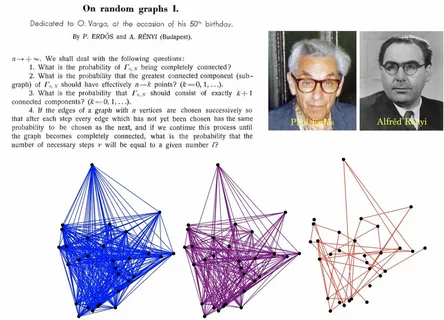 On random graphs I.
Dedicated to O. Varga, at the occasion of his 50th birthday.
By P. ERDŐS and A. RÉNYI (Budapest).
n→+∞. We shall deal with the following questions:
1. What is the probability of Γn,N being completely connected?
2. What is the probability that the greatest connected component (sub-
graph) of Γn,N should have effectively n—k points? (k=0, 1, . . .).
3. What is the probability that Γn,N should consist of exactly k+1
connected components? (k=0, 1, . . .).
4. If the edges of a graph with n vertices are chosen successively so
that after each step every edge which has not yet been chosen has the same
probability to be chosen as the next, and if we continue this process until
the graph becomes completely connected, what is the probability that the
number of necessary steps ν will be equal to a given number l?
Alfréd Rényi